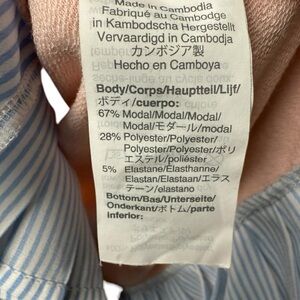 Made in Cambodia
Fabriqué au Cambodge
in Kambodscha Hergestellt
Vervaardigd in Cambodja
カンボジア製
Hecho en Camboya
Body/Corps/Haupttell/Lijf/
ボディ/cuerpo:
67% Modal/Modal/Modal/
Modal/モダール/modal
28% Polyester/Polyester/
Polyester/Polyester/ポリ
エステル/poliéster
5% Elastane/Élasthanne/
Elastan/Elastaan/エラス
テーン/elastano
Bottom/Bas/Unterseite/
Onderkant/ボトム/parte
inferior: